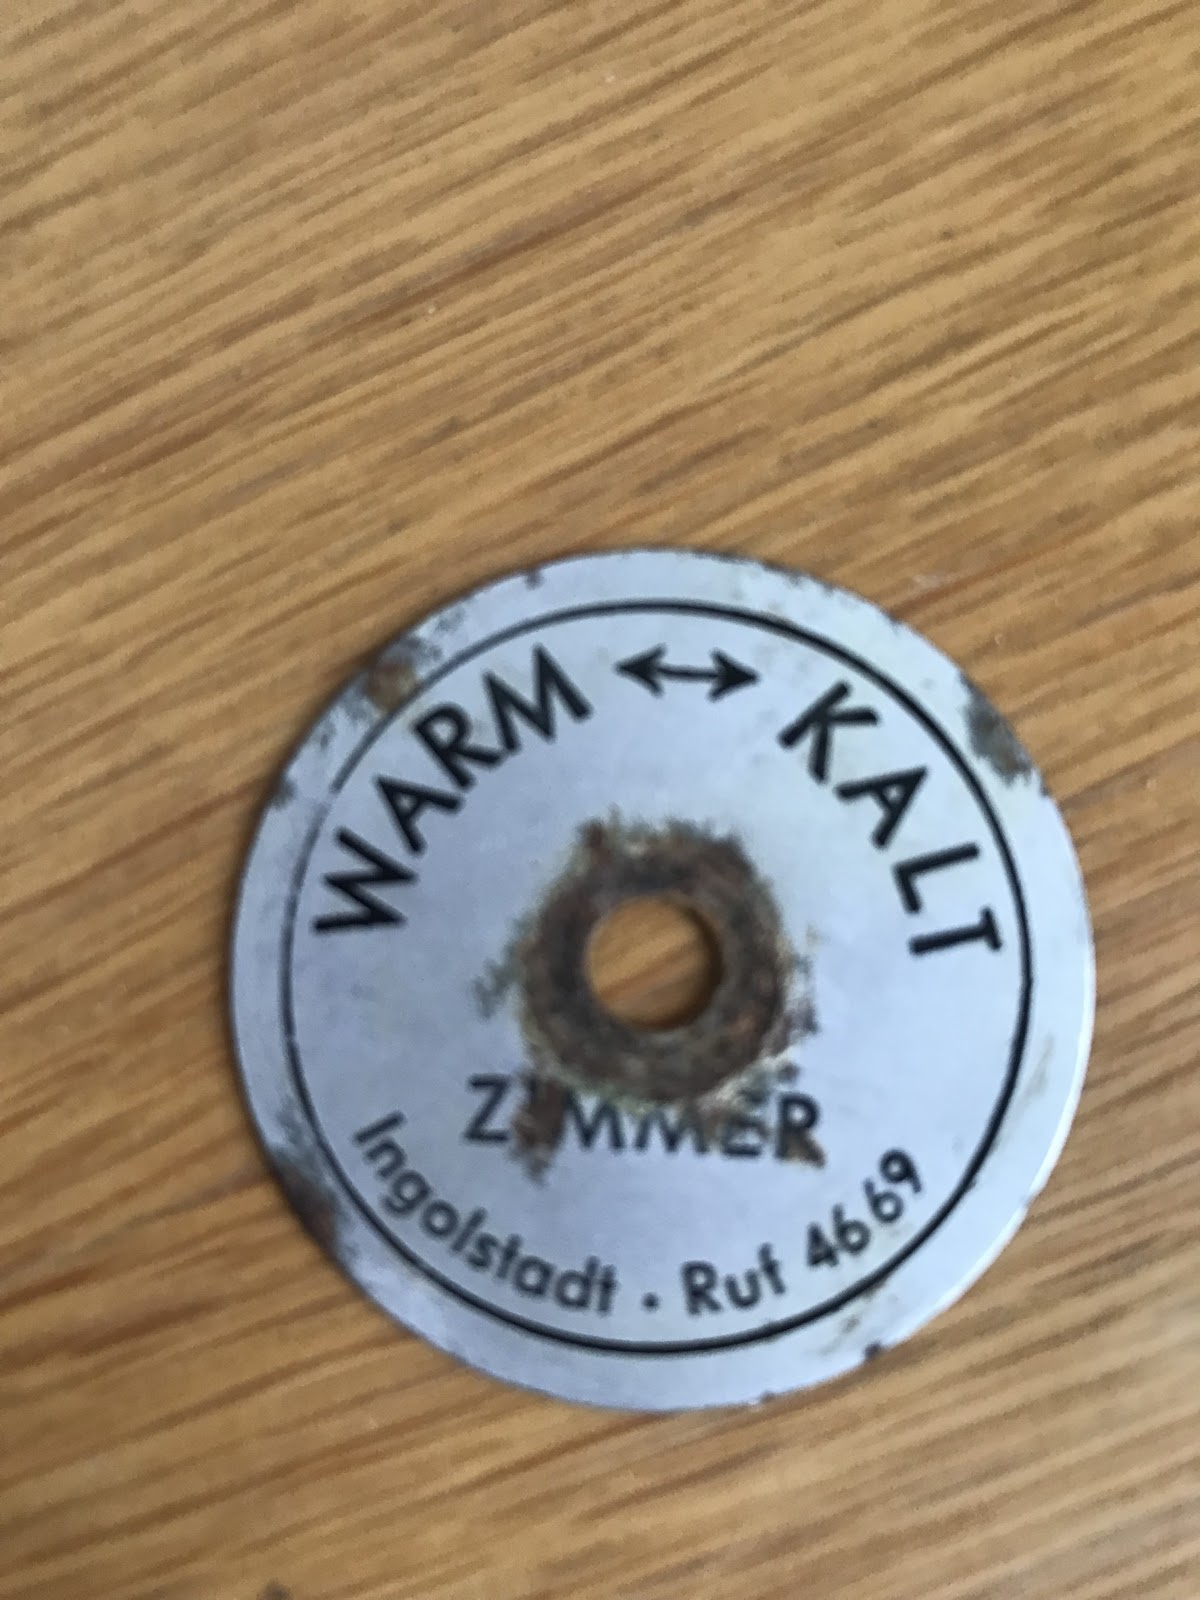 WARM ↔ KALT
ZIMMER
Ingolstadt · Ruf 4669